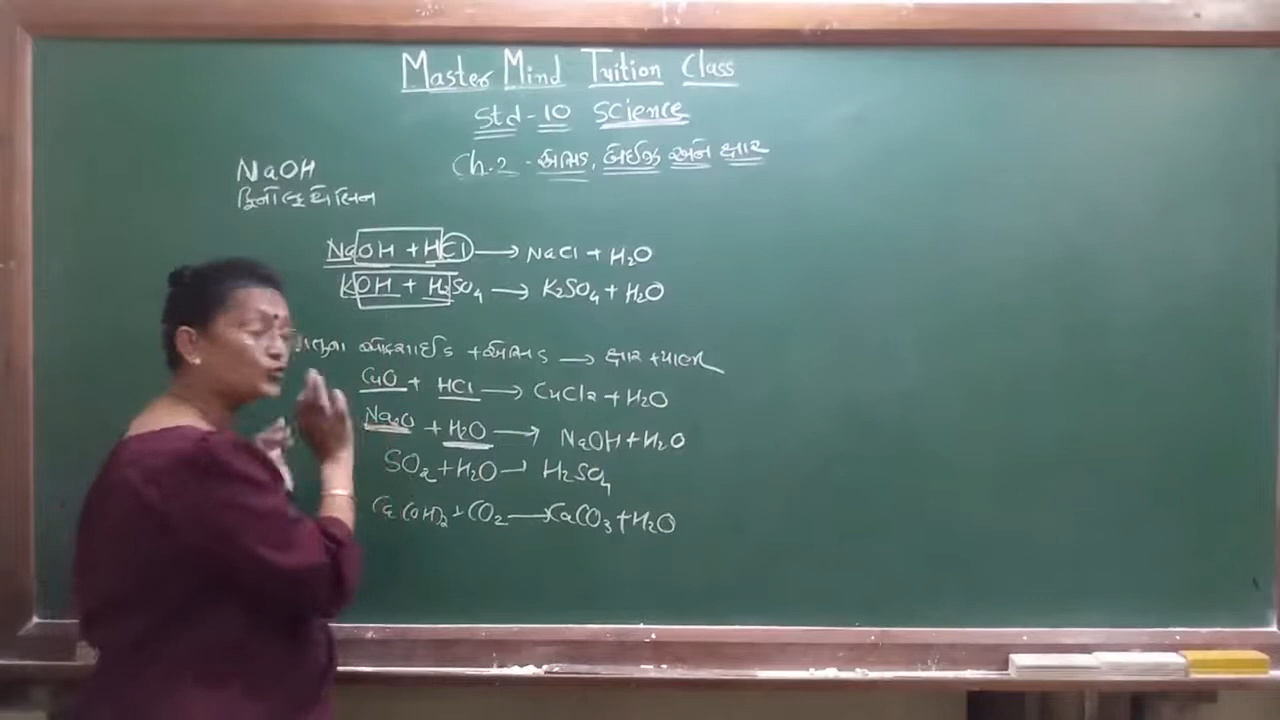 Master Mind Tuition Class
Std-10 Science
Ch.2 - એસિડ, બેઈઝ અને ક્ષાર
NaOH
ફિનોલ્ફથેલિન
NaOH + HCl → NaCl + H₂O
KOH + H₂SO₄ → K₂SO₄ + H₂O
ઓક્સાઈડ + એસિડ → ક્ષાર + પાણી
CuO + HCl → CuCl₂ + H₂O
Na₂O + H₂O → NaOH + H₂O
SO₂ + H₂O → H₂SO₄
Ca(OH)₂ + CO₂ → CaCO₃ + H₂O